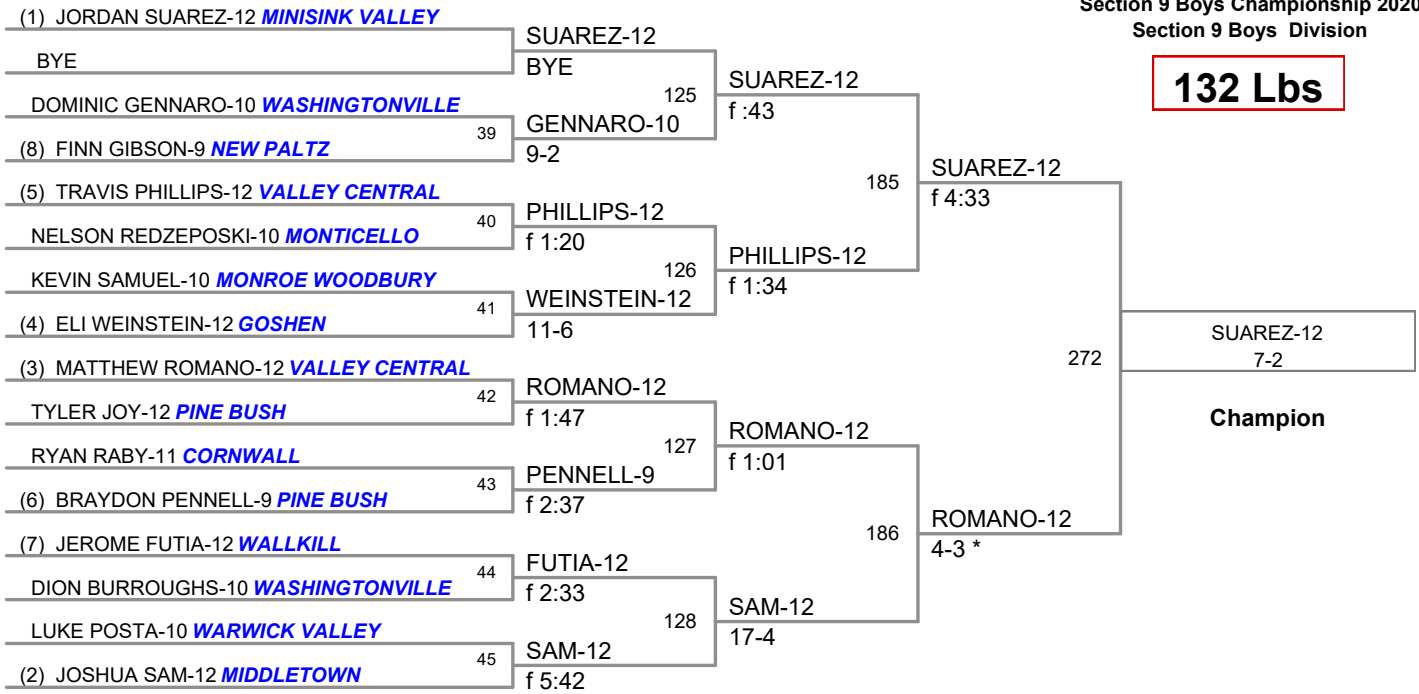 Section 9 Boys Championship 2020
Section 9 Boys Division
132 Lbs
(1) JORDAN SUAREZ-12 MINISINK VALLEY
BYE
DOMINIC GENNARO-10 WASHINGTONVILLE
(8) FINN GIBSON-9 NEW PALTZ
(5) TRAVIS PHILLIPS-12 VALLEY CENTRAL
NELSON REDZEPOSKI-10 MONTICELLO
KEVIN SAMUEL-10 MONROE WOODBURY
(4) ELI WEINSTEIN-12 GOSHEN
(3) MATTHEW ROMANO-12 VALLEY CENTRAL
TYLER JOY-12 PINE BUSH
RYAN RABY-11 CORNWALL
(6) BRAYDON PENNELL-9 PINE BUSH
(7) JEROME FUTIA-12 WALLKILL
DION BURROUGHS-10 WASHINGTONVILLE
LUKE POSTA-10 WARWICK VALLEY
(2) JOSHUA SAM-12 MIDDLETOWN
39
40
41
42
43
44
45
SUAREZ-12
BYE
GENNARO-10
9-2
PHILLIPS-12
f 1:20
WEINSTEIN-12
11-6
ROMANO-12
f 1:47
PENNELL-9
f 2:37
FUTIA-12
f 2:33
SAM-12
f 5:42
125
126
127
128
SUAREZ-12
f :43
PHILLIPS-12
f 1:34
ROMANO-12
f 1:01
SAM-12
17-4
185
186
SUAREZ-12
f 4:33
ROMANO-12
4-3 *
272
SUAREZ-12
7-2
Champion